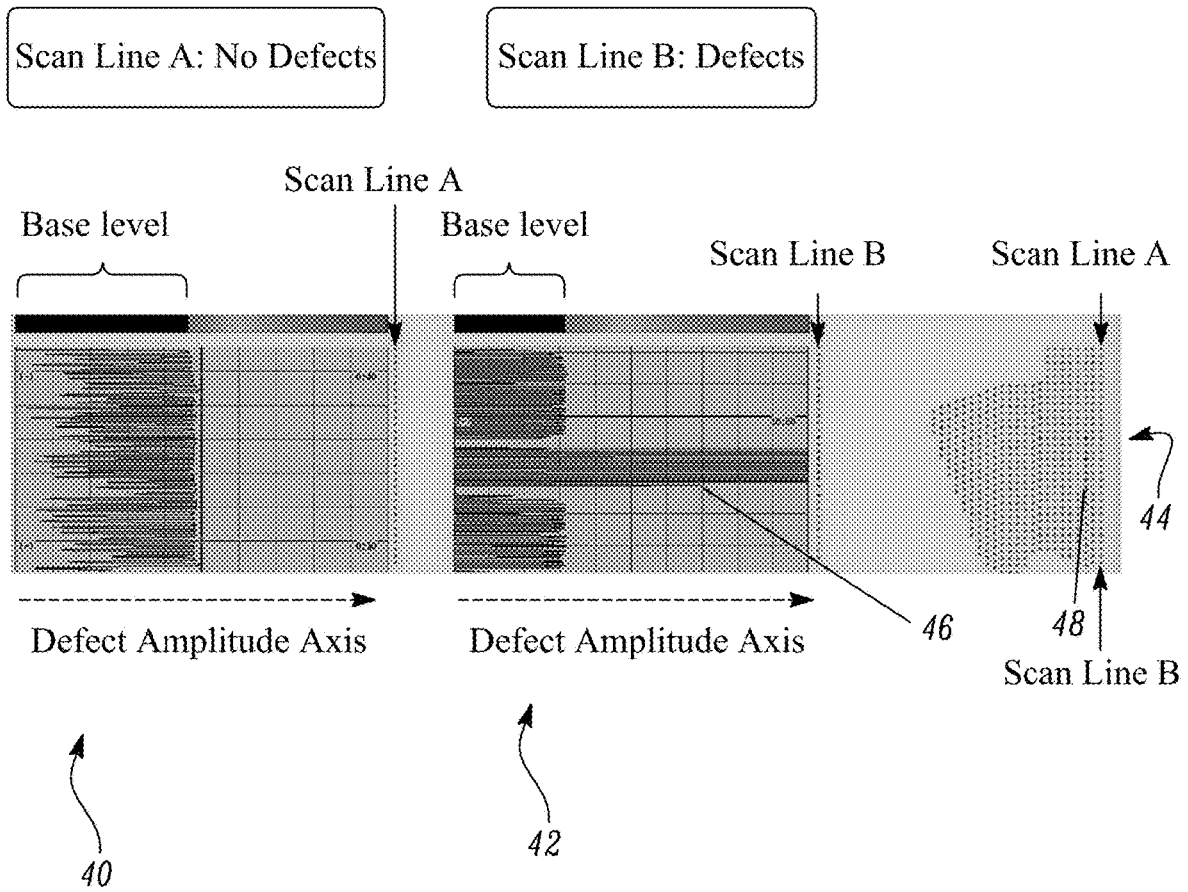 Scan Line A: No Defects
Scan Line B: Defects
Scan Line A
Base level
Base level
Scan Line B
Scan Line A
44
46
48
Defect Amplitude Axis
Defect Amplitude Axis
Scan Line B
40
42